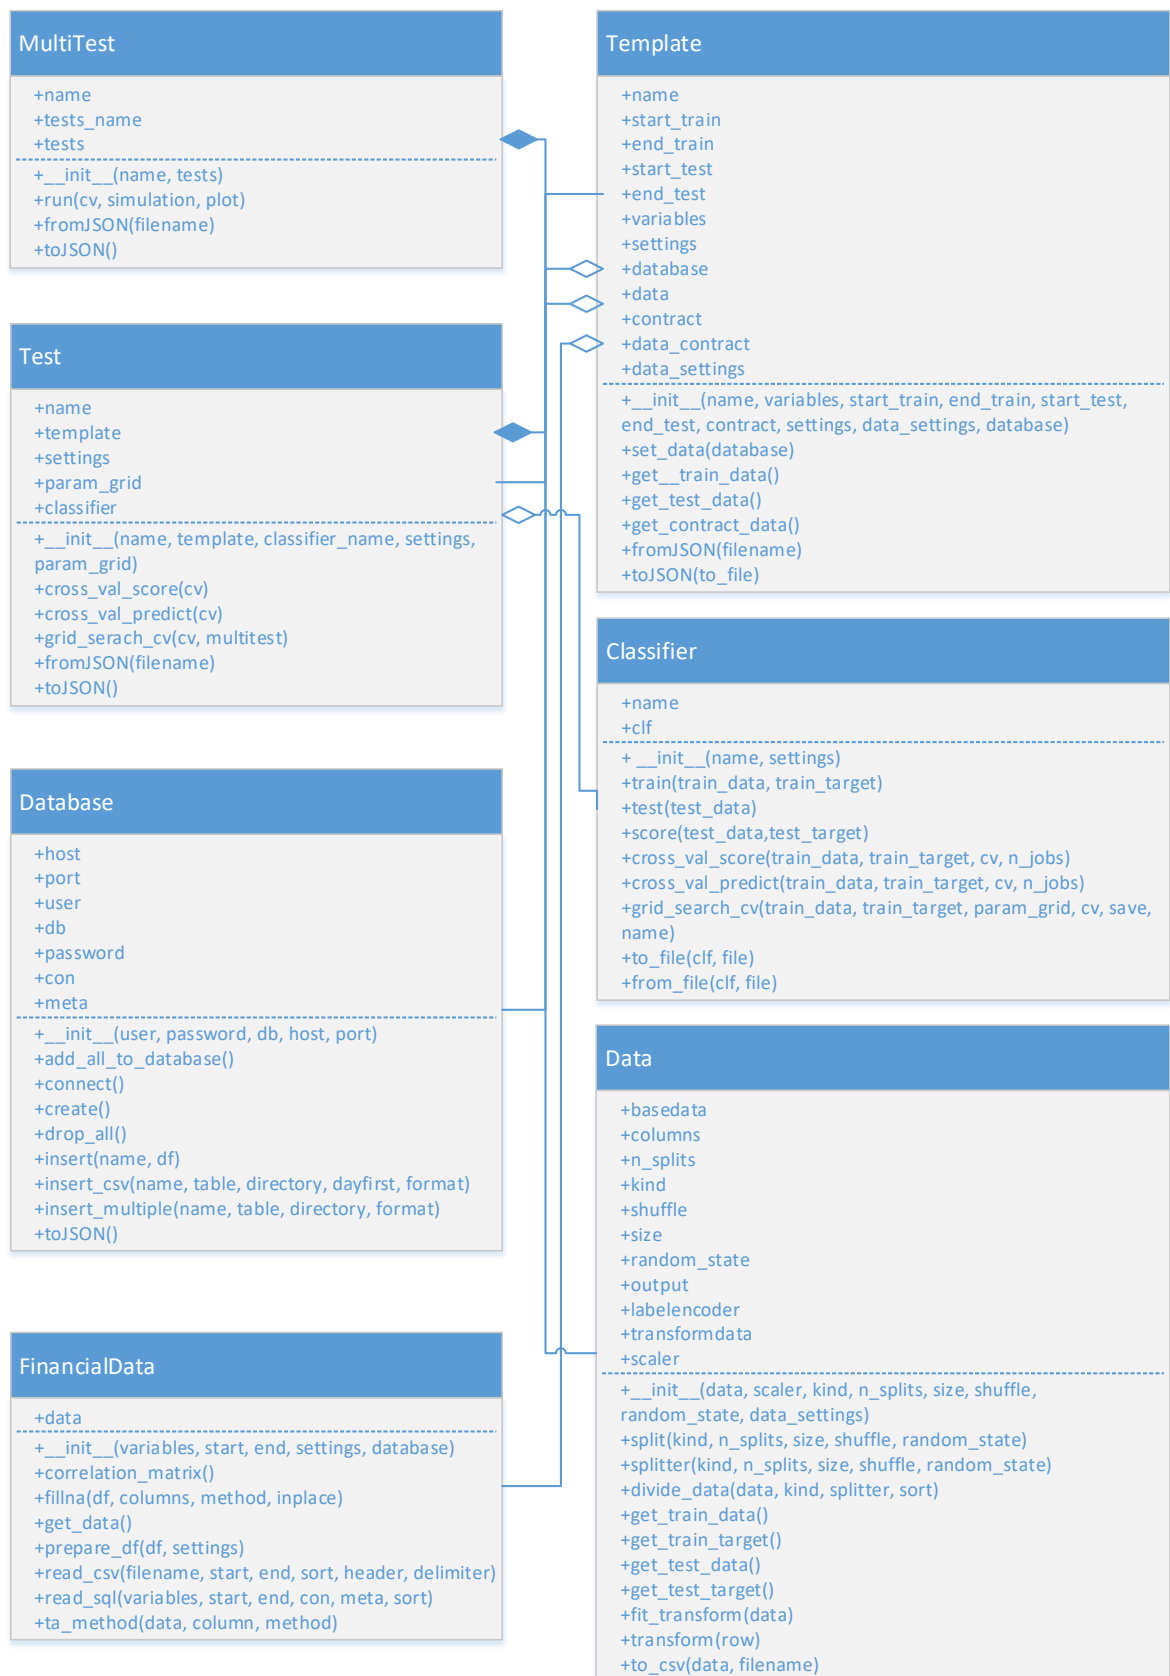 MultiTest
+name
+tests_name
+tests
+__init__(name, tests)
+run(cv, simulation, plot)
+fromJSON(filename)
+toJSON()
Test
+name
+template
+settings
+param_grid
+classifier
+__init__(name, template, classifier_name, settings,
param_grid)
+cross_val_score(cv)
+cross_val_predict(cv)
+grid_serach_cv(cv, multitest)
+fromJSON(filename)
+toJSON()
Database
+host
+port
+user
+db
+password
+con
+meta
+__init__(user, password, db, host, port)
+add_all_to_database()
+connect()
+create()
+drop_all()
+insert(name, df)
+insert_csv(name, table, directory, dayfirst, format)
+insert_multiple(name, table, directory, format)
+toJSON()
FinancialData
+data
+__init__(variables, start, end, settings, database)
+correlation_matrix()
+fillna(df, columns, method, inplace)
+get_data()
+prepare_df(df, settings)
+read_csv(filename, start, end, sort, header, delimiter)
+read_sql(variables, start, end, con, meta, sort)
+ta_method(data, column, method)
Template
+name
+start_train
+end_train
+start_test
+end_test
+variables
+settings
+database
+data
+contract
+data_contract
+data_settings
+__init__(name, variables, start_train, end_train, start_test,
end_test, contract, settings, data_settings, database)
+set_data(database)
+get__train_data()
+get_test_data()
+get_contract_data()
+fromJSON(filename)
+toJSON(to_file)
Classifier
+name
+clf
+ __init__(name, settings)
+train(train_data, train_target)
+test(test_data)
+score(test_data,test_target)
+cross_val_score(train_data, train_target, cv, n_jobs)
+cross_val_predict(train_data, train_target, cv, n_jobs)
+grid_search_cv(train_data, train_target, param_grid, cv, save,
name)
+to_file(clf, file)
+from_file(clf, file)
Data
+basedata
+columns
+n_splits
+kind
+shuffle
+size
+random_state
+output
+labelencoder
+transformdata
+scaler
+__init__(data, scaler, kind, n_splits, size, shuffle,
random_state, data_settings)
+split(kind, n_splits, size, shuffle, random_state)
+splitter(kind, n_splits, size, shuffle, random_state)
+divide_data(data, kind, splitter, sort)
+get_train_data()
+get_train_target()
+get_test_data()
+get_test_target()
+fit_transform(data)
+transform(row)
+to_csv(data, filename)